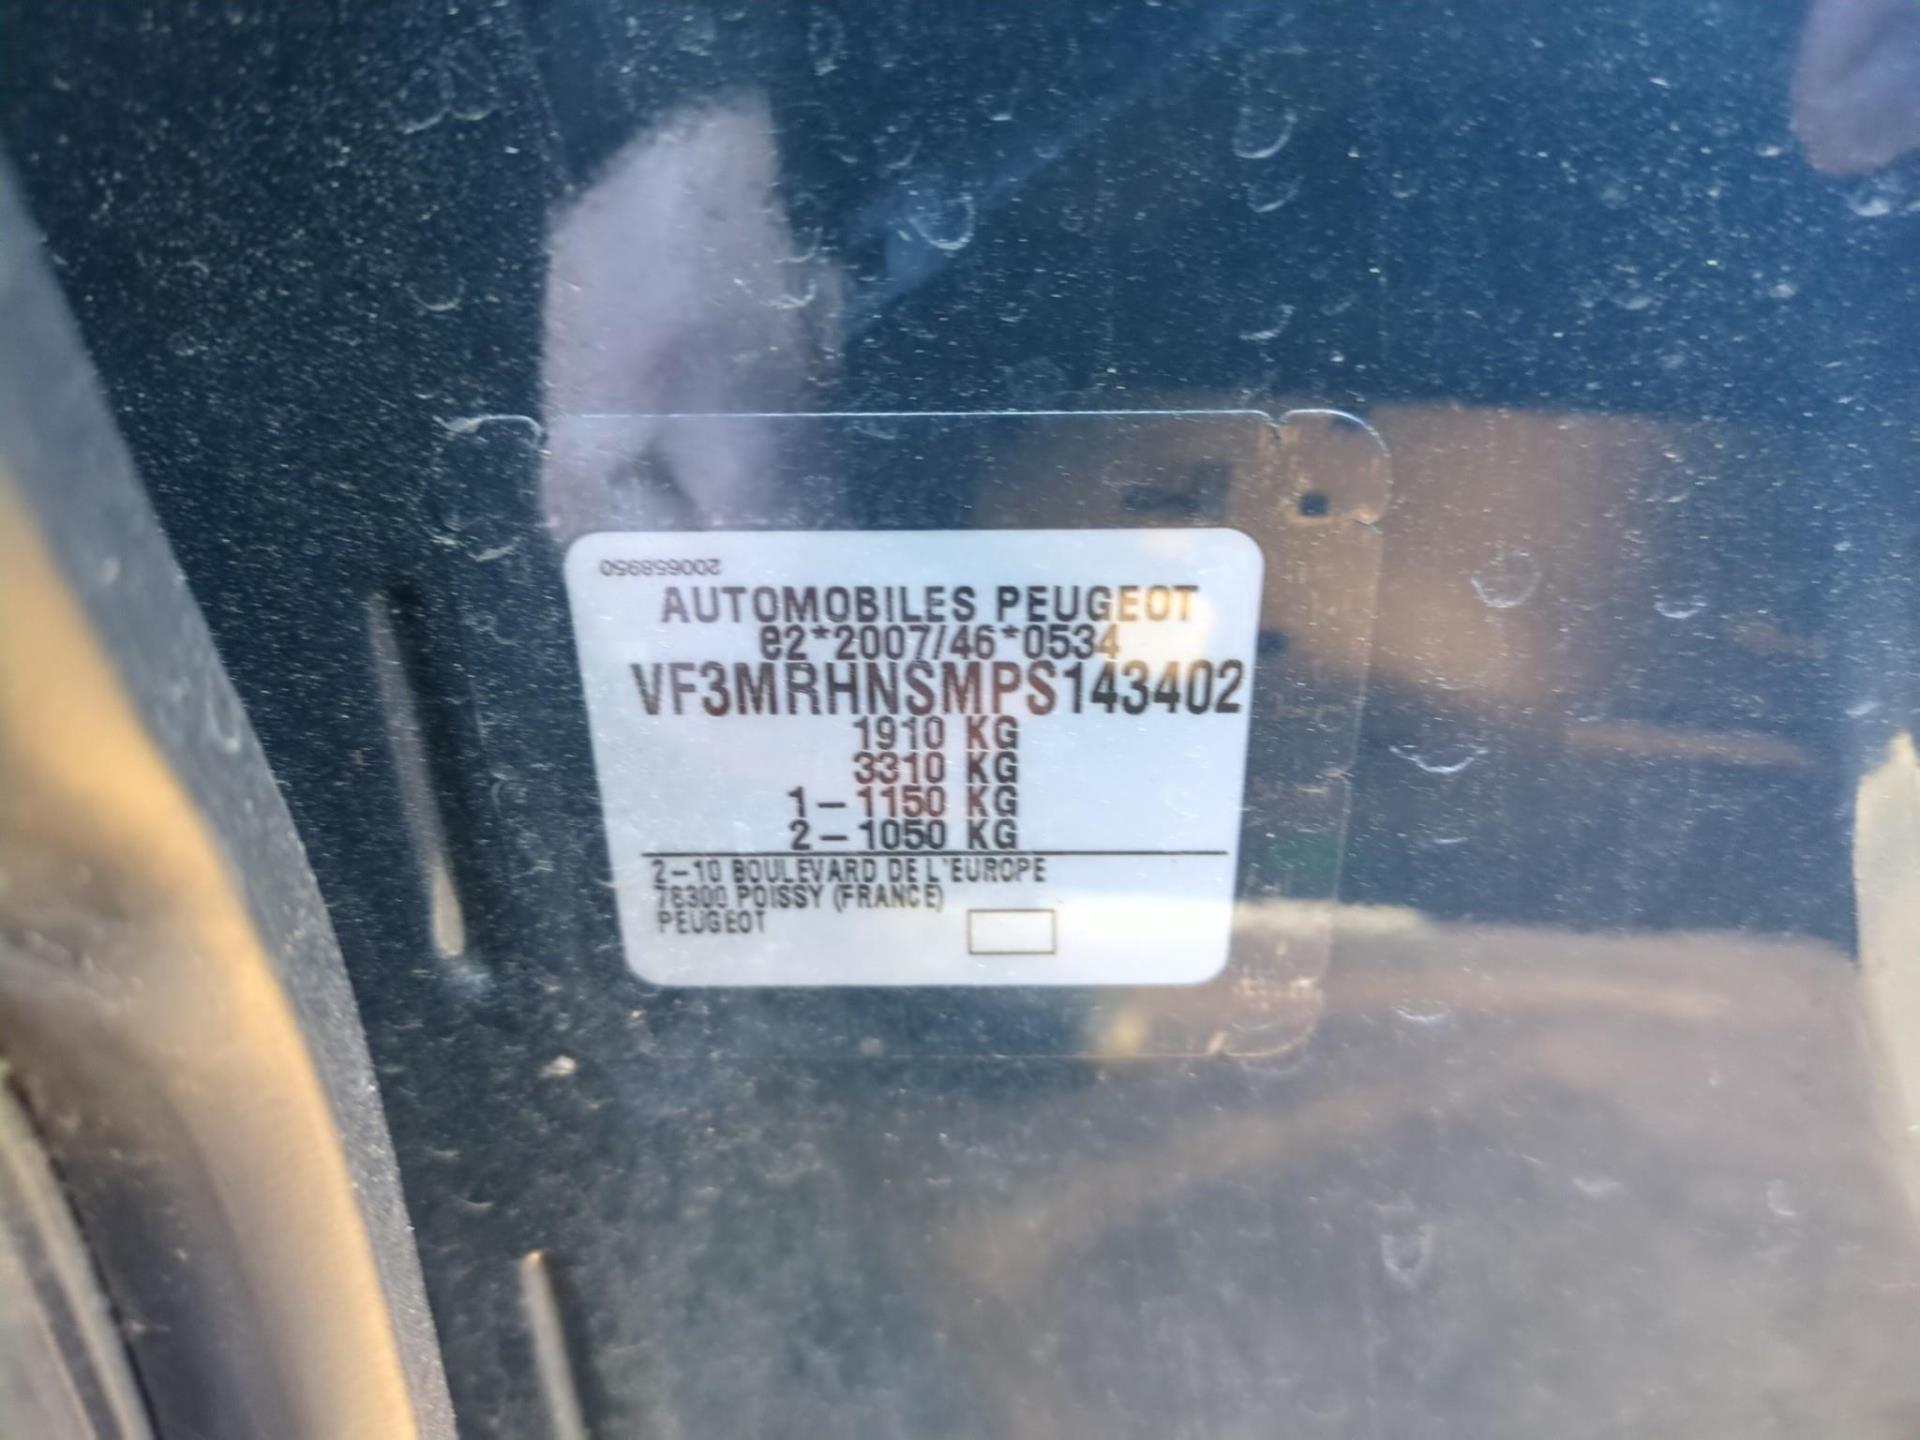 200658950
AUTOMOBILES PEUGEOT
e2*2007/46*0534
VF3MRHNSMPS143402
1910 KG
3310 KG
1-1150 KG
2-1050 KG
2-10 BOULEVARD DE L'EUROPE
78300 POISSY (FRANCE)
PEUGEOT